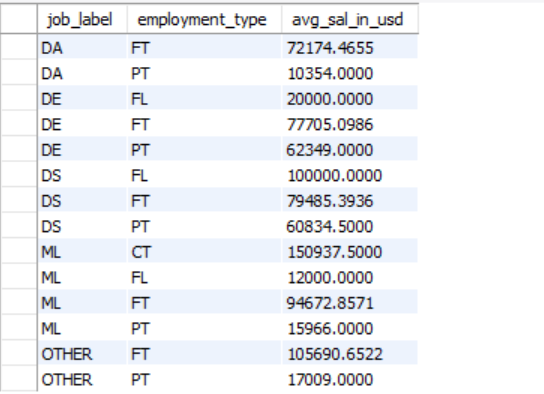 job_label employment_type avg_sal_in_usd
DA FT 72174.4655
DA PT 10354.0000
DE FL 20000.0000
DE FT 77705.0986
DE PT 62349.0000
DS FL 100000.0000
DS FT 79485.3936
DS PT 60834.5000
ML CT 150937.5000
ML FL 12000.0000
ML FT 94672.8571
ML PT 15966.0000
OTHER FT 105690.6522
OTHER PT 17009.0000